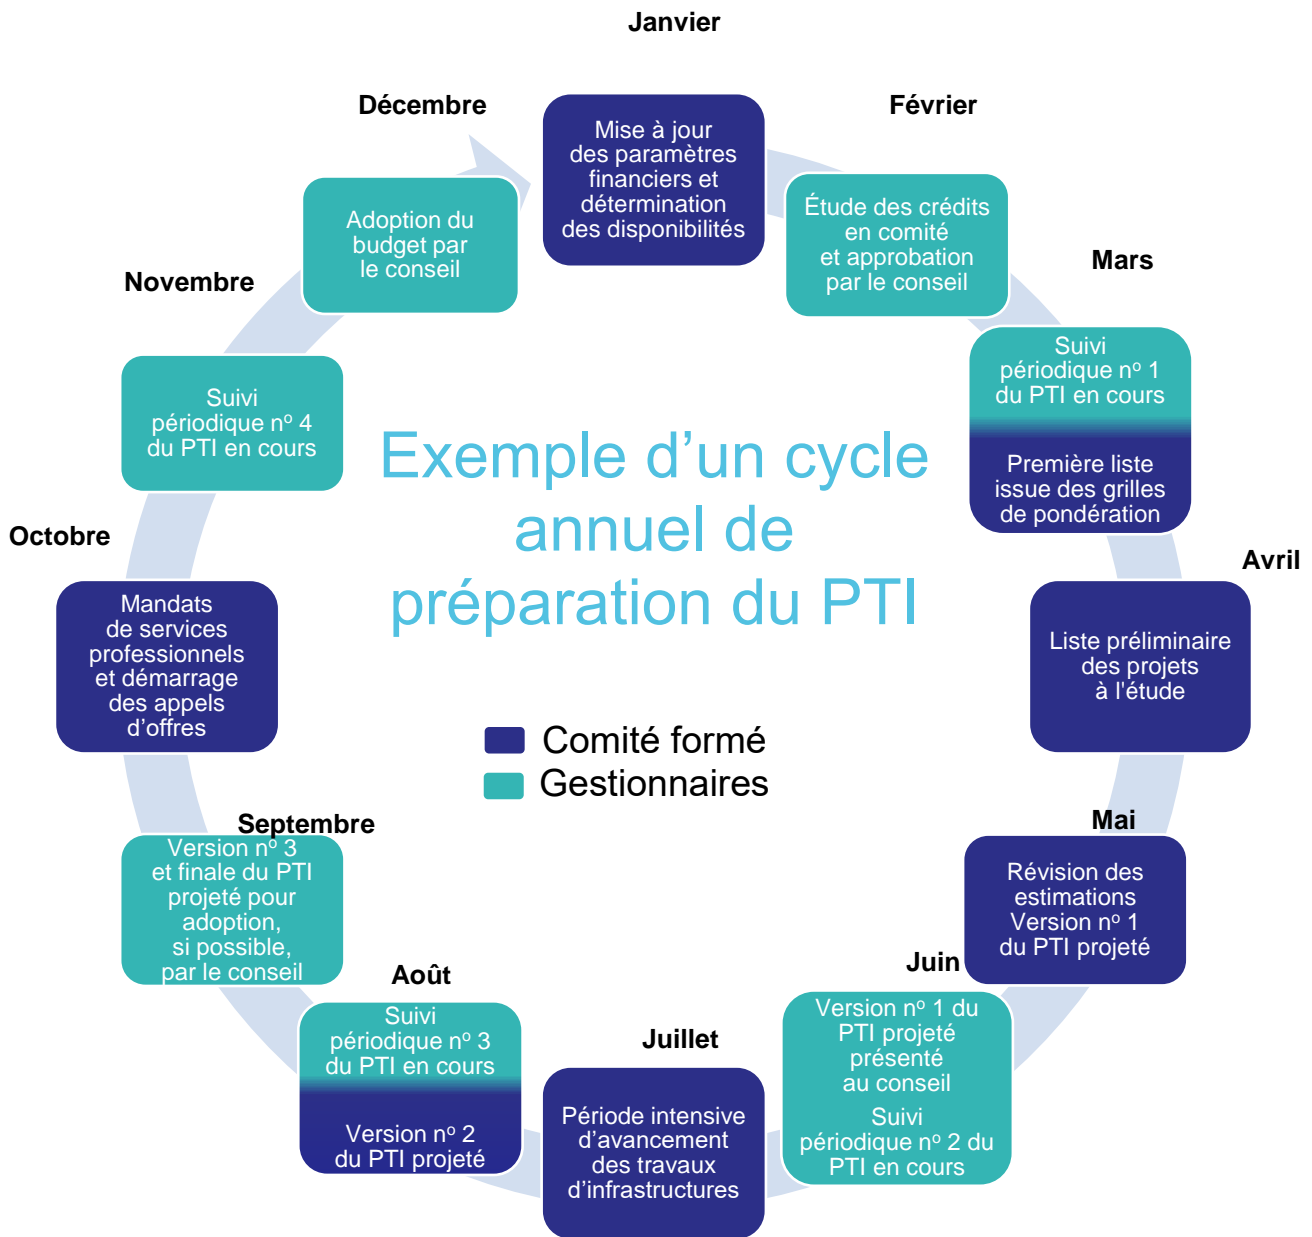 Janvier
Mise à jour
des paramètres
financiers et
détermination
des disponibilités
Février
Étude des crédits
en comité
et approbation
par le conseil
Mars
Suivi
périodique nº 1
du PTI en cours
Première liste
issue des grilles
de pondération
Avril
Liste préliminaire
des projets
à l'étude
Mai
Révision des
estimations
Version nº 1
du PTI projeté
Juin
Version nº 1 du
PTI projeté
présenté
au conseil
Suivi
périodique nº 2 du
PTI en cours
Juillet
Période intensive
d’avancement
des travaux
d’infrastructures
Août
Suivi
périodique nº 3
du PTI en cours
Version nº 2
du PTI projeté
Septembre
Version nº 3
et finale du PTI
projeté pour
adoption,
si possible,
par le conseil
Octobre
Mandats
de services
professionnels
et démarrage
des appels
d’offres
Novembre
Suivi
périodique nº 4
du PTI en cours
Décembre
Adoption du
budget par
le conseil
Exemple d’un cycle
annuel de
préparation du PTI
Comité formé
Gestionnaires